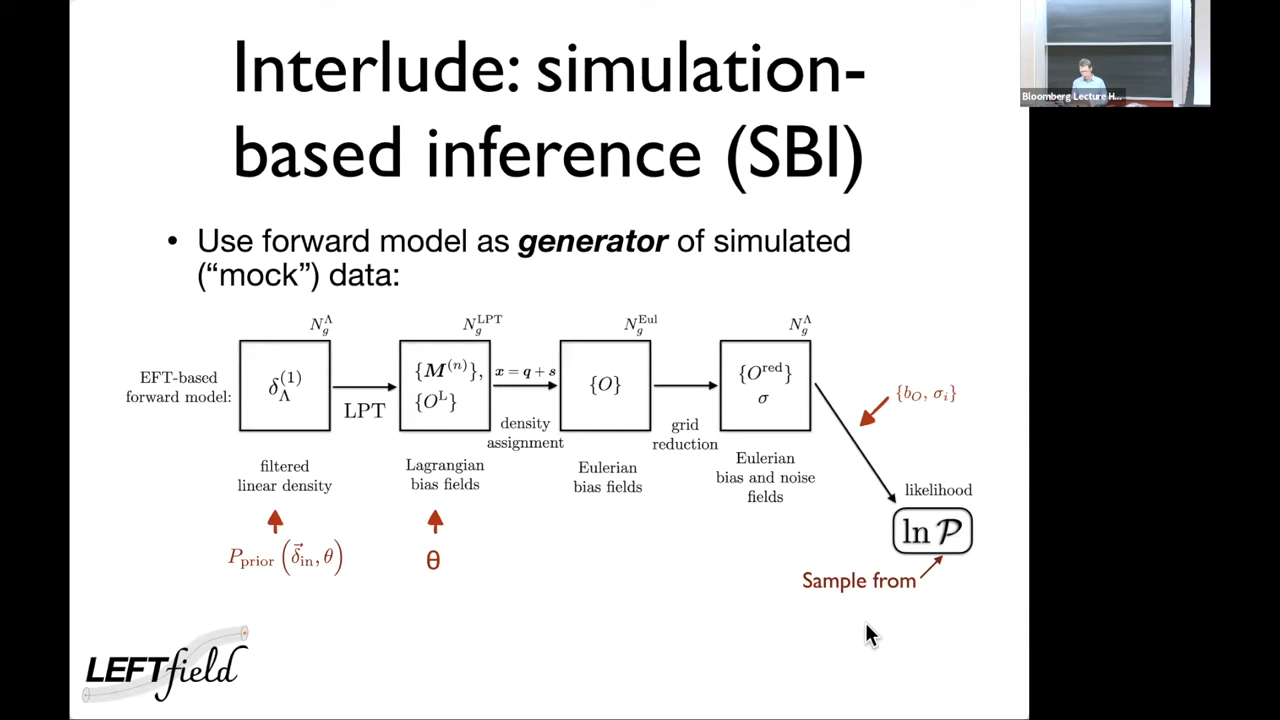 Interlude: simulation-
based inference (SBI)
Bloomberg Lecture H...
• Use forward model as generator of simulated
(“mock”) data:
N_g^Λ
N_g^LPT
N_g^Eul
N_g^Λ
EFT-based
forward model:
δ_Λ^(1)
LPT
{M^(n)},
{O^L}
x = q + s
density
assignment
{O}
grid
reduction
{O^red}
σ
{b_O, σ_i}
filtered
linear density
Lagrangian
bias fields
Eulerian
bias fields
Eulerian
bias and noise
fields
likelihood
ln P
P_prior (δ⃗_in, θ)
θ
Sample from
LEFTfield